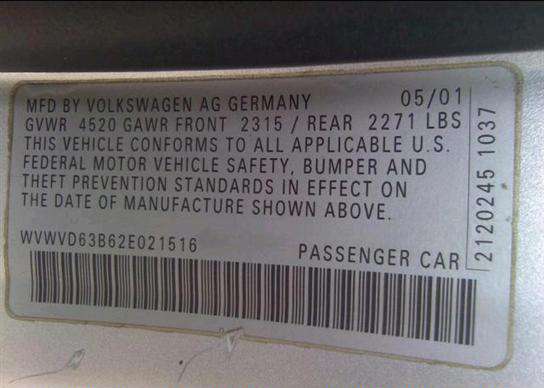 MFD BY VOLKSWAGEN AG GERMANY 05/01
GVWR 4520 GAWR FRONT 2315 / REAR 2271 LBS
THIS VEHICLE CONFORMS TO ALL APPLICABLE U.S.
FEDERAL MOTOR VEHICLE SAFETY, BUMPER AND
THEFT PREVENTION STANDARDS IN EFFECT ON
THE DATE OF MANUFACTURE SHOWN ABOVE.
WVWVD63B62E021516 PASSENGER CAR
2120245 1037